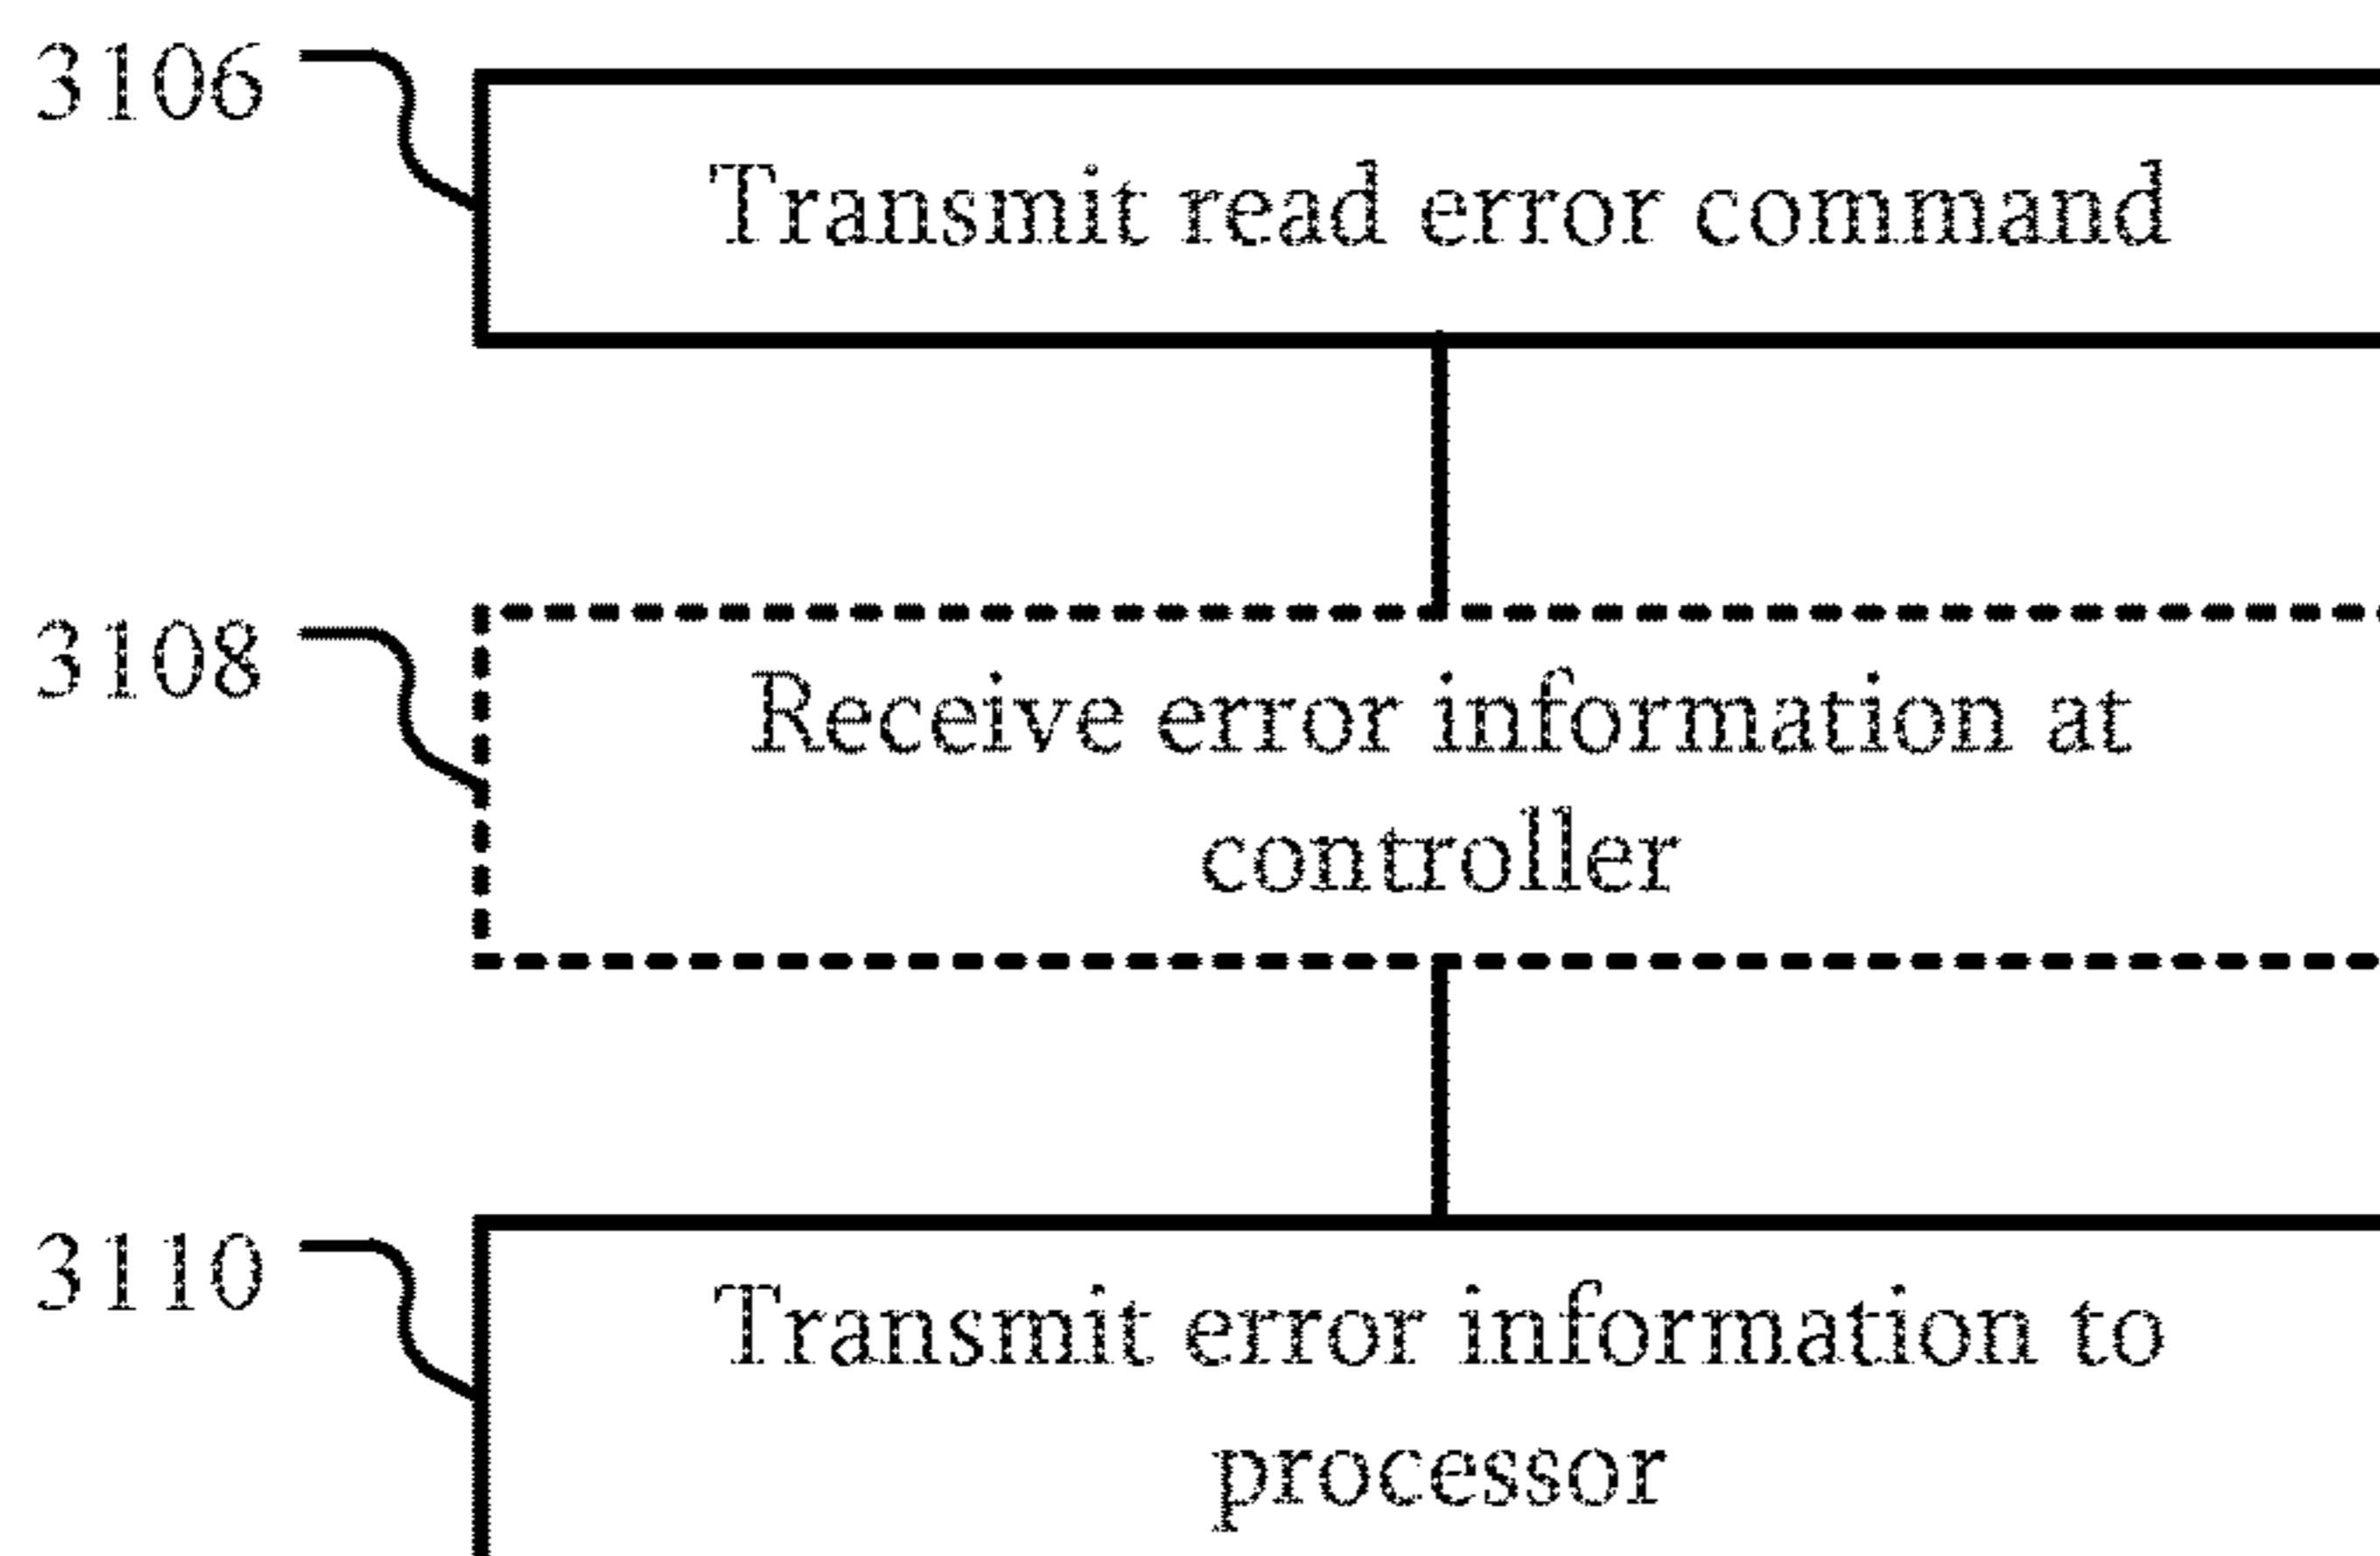 3106
Transmit read error command
3108
Receive error information at
controller
3110
Transmit error information to
processor